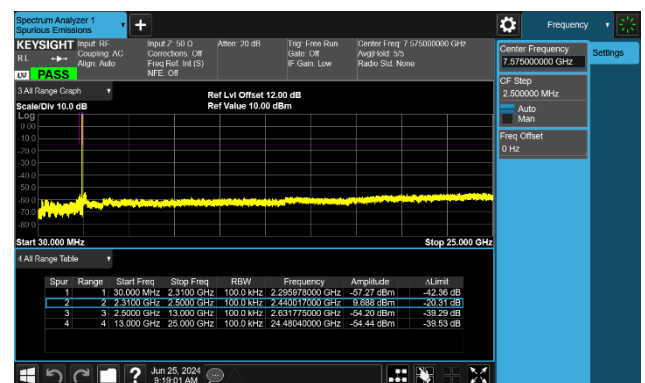 Spectrum Analyzer 1
Spurious Emissions
Frequency
KEYSIGHT
RL
Input: RF
Coupling: AC
Align: Auto
Input Z: 50 Ω
Corrections: Off
Freq Ref: Int (S)
NFE: Off
Atten: 20 dB
Trig: Free Run
Gate: Off
IF Gain: Low
Center Freq: 7.575000000 GHz
Avg|Hold: 5/5
Radio Std: None
PASS
Center Frequency
7.575000000 GHz
Settings
CF Step
2.500000 MHz
Auto
Man
Freq Offset
0 Hz
3 All Range Graph
Scale/Div 10.0 dB
Ref Lvl Offset 12.00 dB
Ref Value 10.00 dBm
Log
0.00
-10.0
-20.0
-30.0
-40.0
-50.0
-60.0
-70.0
-80.0
Start 30.000 MHz
Stop 25.000 GHz
4 All Range Table
Spur Range Start Freq Stop Freq RBW Frequency Amplitude ΔLimit
1 1 30.000 MHz 2.3100 GHz 100.0 kHz 2.295978000 GHz -57.27 dBm -42.36 dB
2 2 2.3100 GHz 2.5000 GHz 100.0 kHz 2.440017000 GHz 9.688 dBm -20.31 dB
3 3 2.5000 GHz 13.000 GHz 100.0 kHz 2.631775000 GHz -54.20 dBm -39.29 dB
4 4 13.000 GHz 25.000 GHz 100.0 kHz 24.48040000 GHz -54.44 dBm -39.53 dB
?
Jun 25, 2024
9:19:01 AM